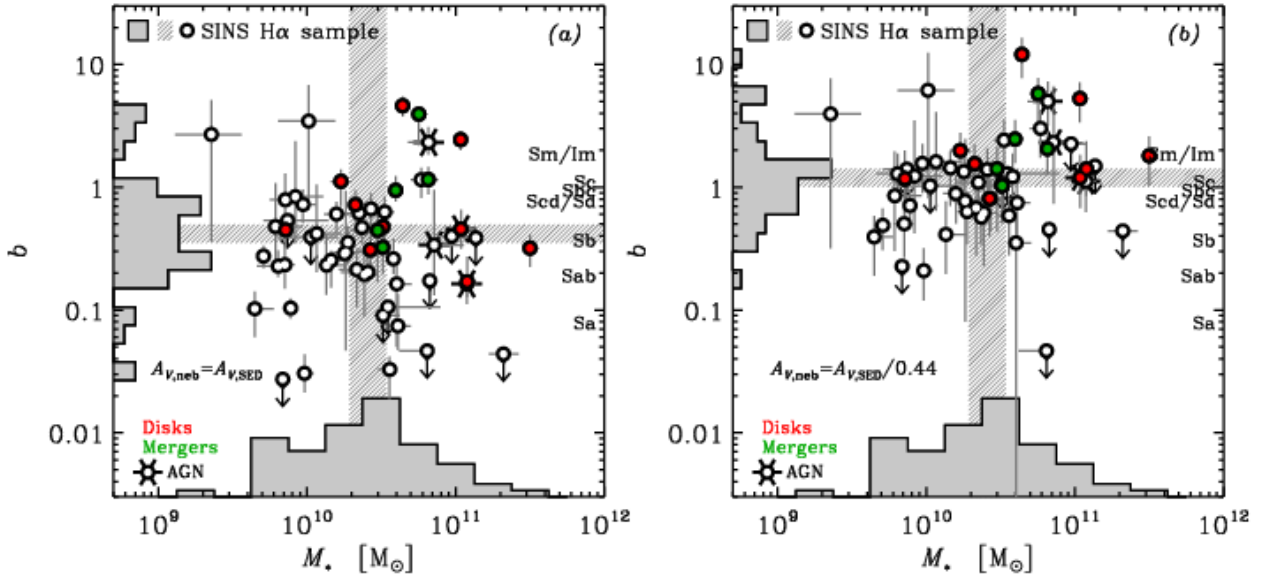 SINS Hα sample
(a)
10
1
0.1
0.01
b
Sm/Im
Sc
Sbc
Scd/Sd
Sb
Sab
Sa
A_V,neb=A_V,SED
Disks
Mergers
AGN
10^9
10^10
10^11
10^12
M⋆ [M⊙]
SINS Hα sample
(b)
10
1
0.1
0.01
b
Sm/Im
Sc
Sbc
Scd/Sd
Sb
Sab
Sa
A_V,neb=A_V,SED/0.44
Disks
Mergers
AGN
10^9
10^10
10^11
10^12
M⋆ [M⊙]